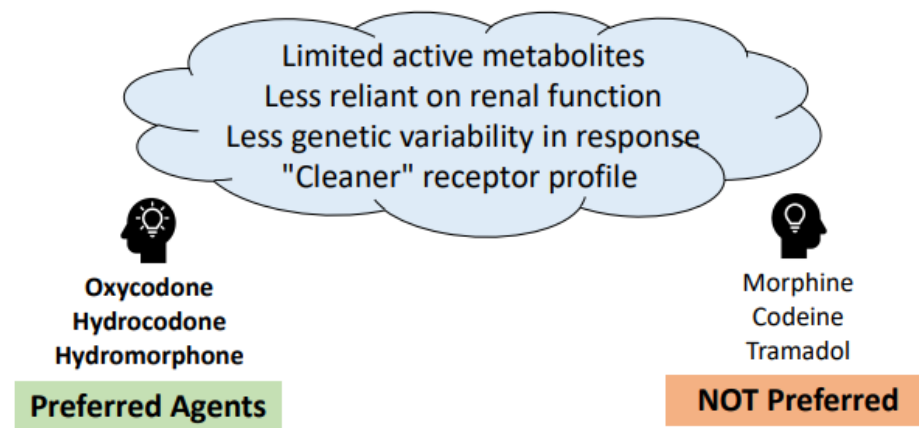 Limited active metabolites
Less reliant on renal function
Less genetic variability in response
"Cleaner" receptor profile
Oxycodone
Hydrocodone
Hydromorphone
Preferred Agents
Morphine
Codeine
Tramadol
NOT Preferred